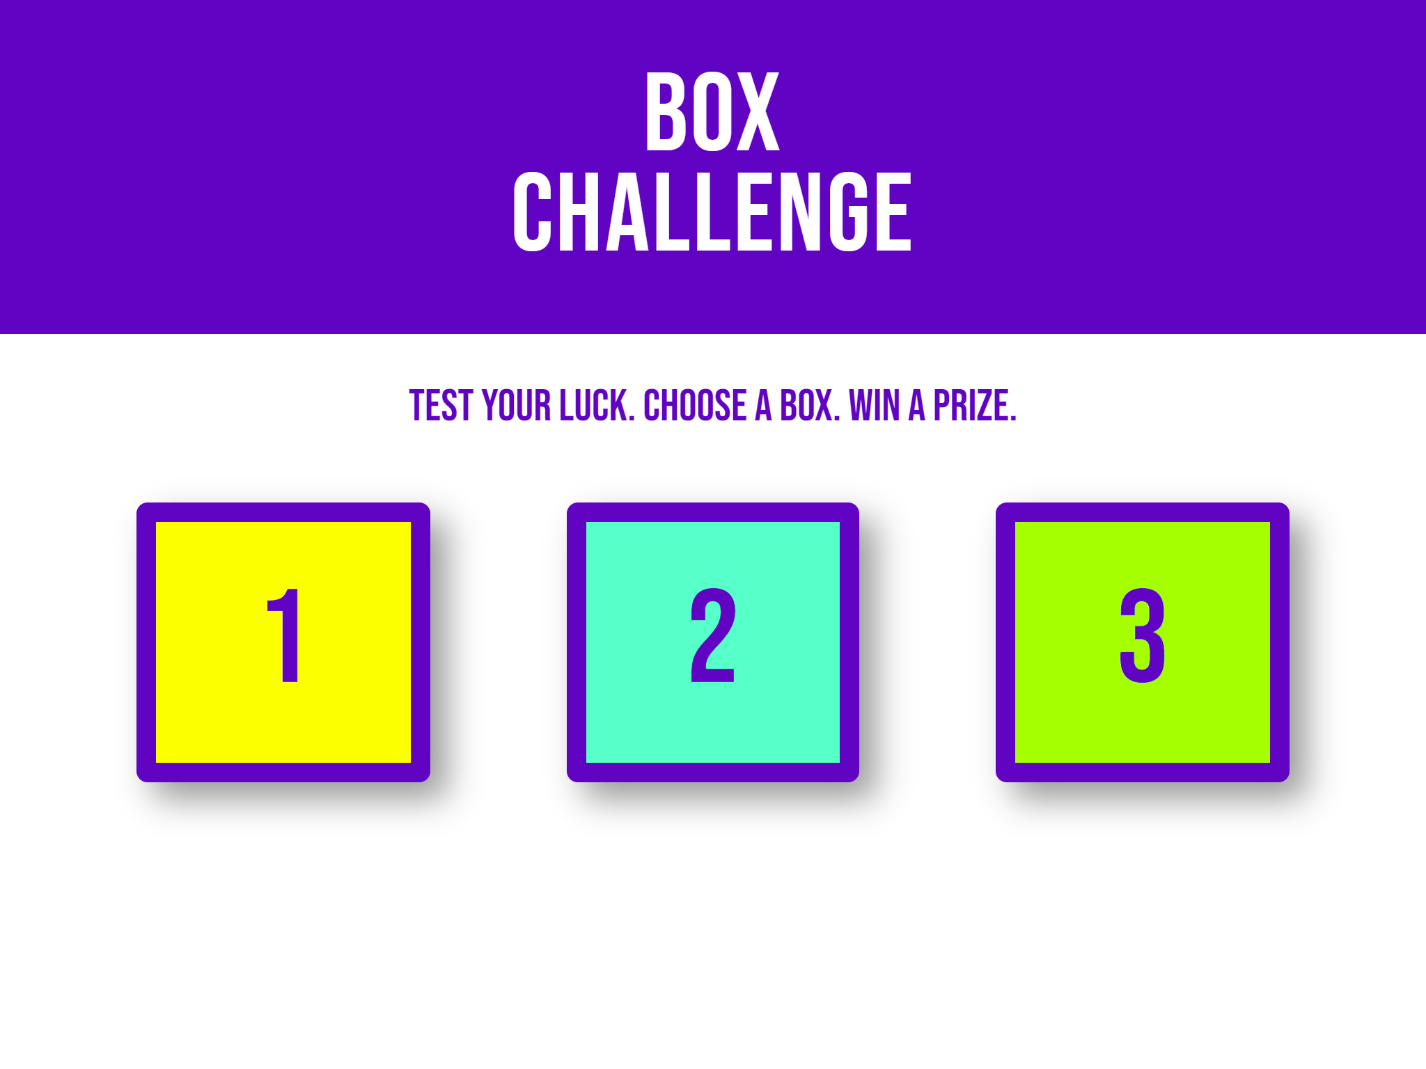 BOX
CHALLENGE
TEST YOUR LUCK. CHOOSE A BOX. WIN A PRIZE.
1
2
3